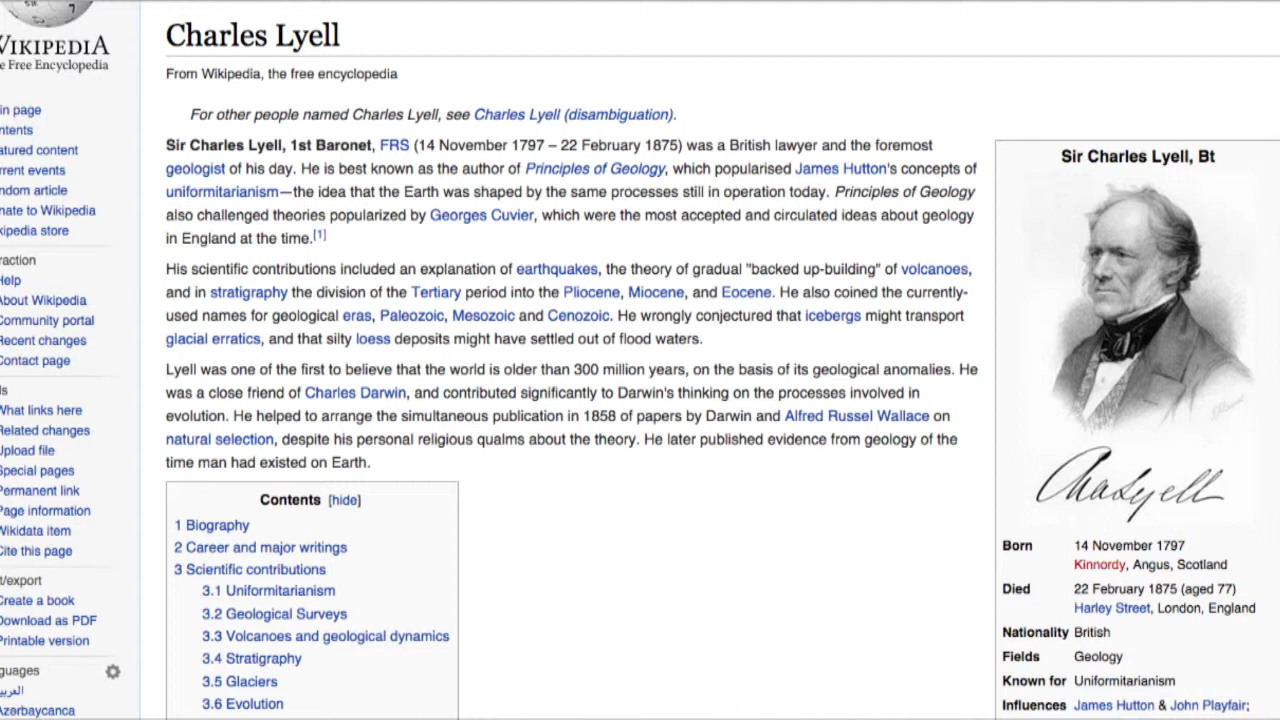 WIKIPEDIA
e Free Encyclopedia
in page
ntents
atured content
rrent events
ndom article
nate to Wikipedia
kipedia store
raction
Help
About Wikipedia
Community portal
Recent changes
Contact page
ls
What links here
Related changes
Upload file
Special pages
Permanent link
Page information
Wikidata item
Cite this page
t/export
Create a book
Download as PDF
Printable version
guages
العربية
Azərbaycanca
Charles Lyell
From Wikipedia, the free encyclopedia
For other people named Charles Lyell, see Charles Lyell (disambiguation).
Sir Charles Lyell, 1st Baronet, FRS (14 November 1797 – 22 February 1875) was a British lawyer and the foremost
geologist of his day. He is best known as the author of Principles of Geology, which popularised James Hutton's concepts of
uniformitarianism—the idea that the Earth was shaped by the same processes still in operation today. Principles of Geology
also challenged theories popularized by Georges Cuvier, which were the most accepted and circulated ideas about geology
in England at the time.[1]
His scientific contributions included an explanation of earthquakes, the theory of gradual "backed up-building" of volcanoes,
and in stratigraphy the division of the Tertiary period into the Pliocene, Miocene, and Eocene. He also coined the currently-
used names for geological eras, Paleozoic, Mesozoic and Cenozoic. He wrongly conjectured that icebergs might transport
glacial erratics, and that silty loess deposits might have settled out of flood waters.
Lyell was one of the first to believe that the world is older than 300 million years, on the basis of its geological anomalies. He
was a close friend of Charles Darwin, and contributed significantly to Darwin's thinking on the processes involved in
evolution. He helped to arrange the simultaneous publication in 1858 of papers by Darwin and Alfred Russel Wallace on
natural selection, despite his personal religious qualms about the theory. He later published evidence from geology of the
time man had existed on Earth.
Contents [hide]
1 Biography
2 Career and major writings
3 Scientific contributions
3.1 Uniformitarianism
3.2 Geological Surveys
3.3 Volcanoes and geological dynamics
3.4 Stratigraphy
3.5 Glaciers
3.6 Evolution
Sir Charles Lyell, Bt
Cha Lyell
Born 14 November 1797
Kinnordy, Angus, Scotland
Died 22 February 1875 (aged 77)
Harley Street, London, England
Nationality British
Fields Geology
Known for Uniformitarianism
Influences James Hutton & John Playfair;